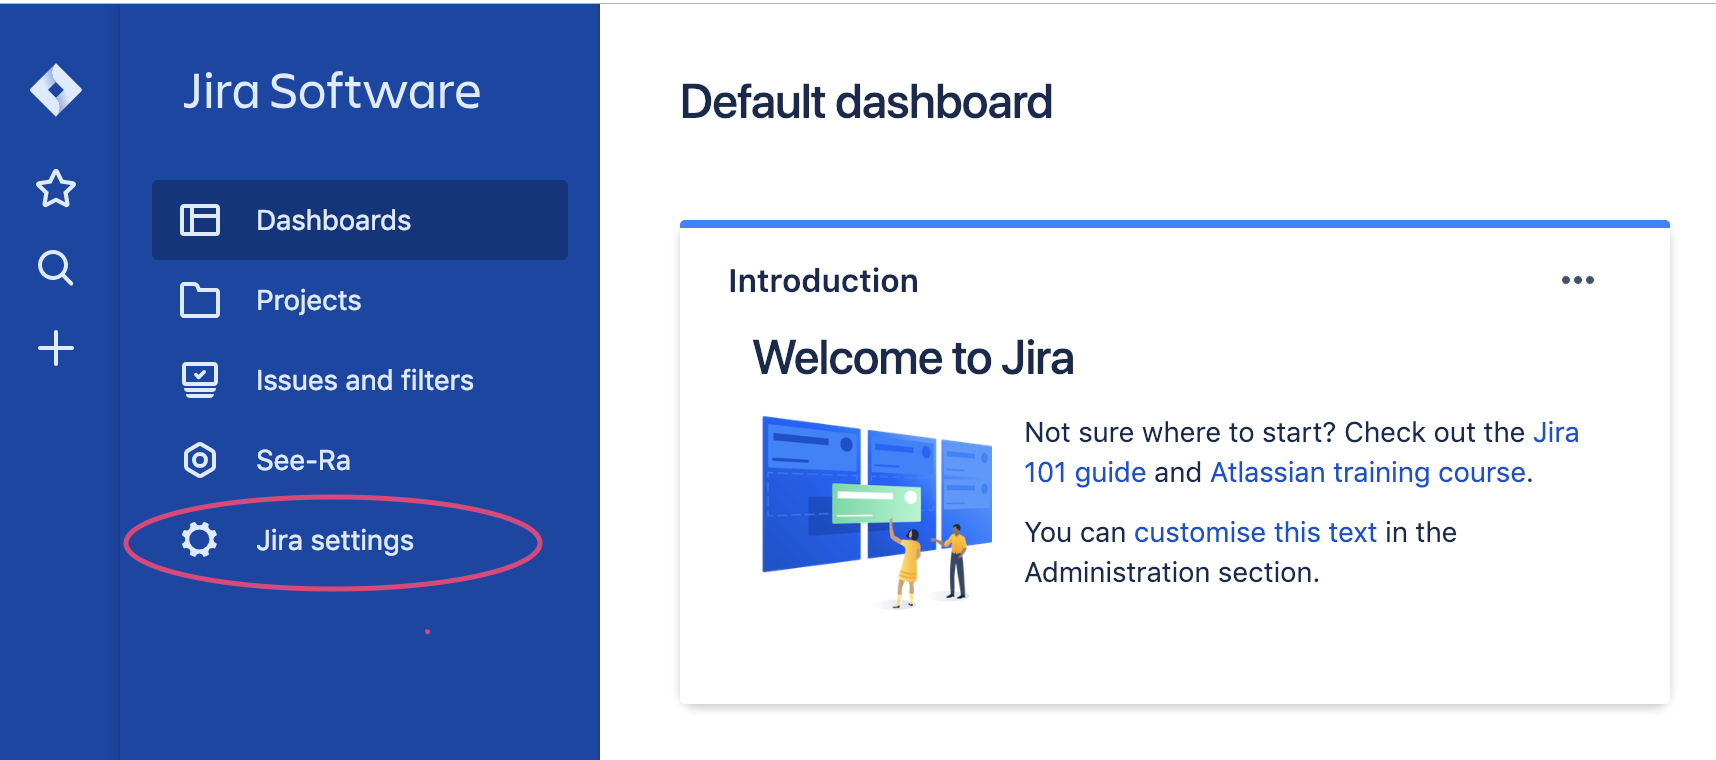 Jira Software
Dashboards
Projects
Issues and filters
See-Ra
Jira settings
Default dashboard
Introduction
Welcome to Jira
Not sure where to start? Check out the Jira
101 guide and Atlassian training course.
You can customise this text in the
Administration section.